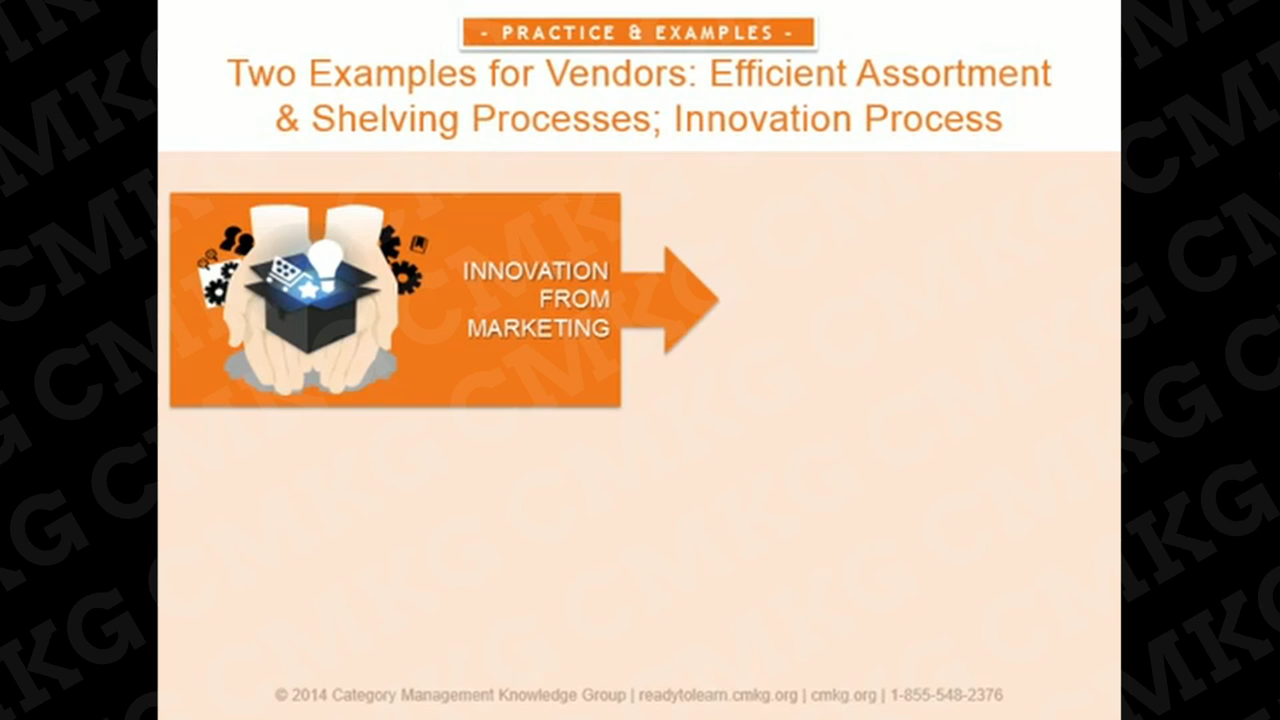 - PRACTICE & EXAMPLES -
Two Examples for Vendors: Efficient Assortment
& Shelving Processes; Innovation Process
INNOVATION
FROM
MARKETING
© 2014 Category Management Knowledge Group | readytolearn.cmkg.org | cmkg.org | 1-855-548-2376
CMKG